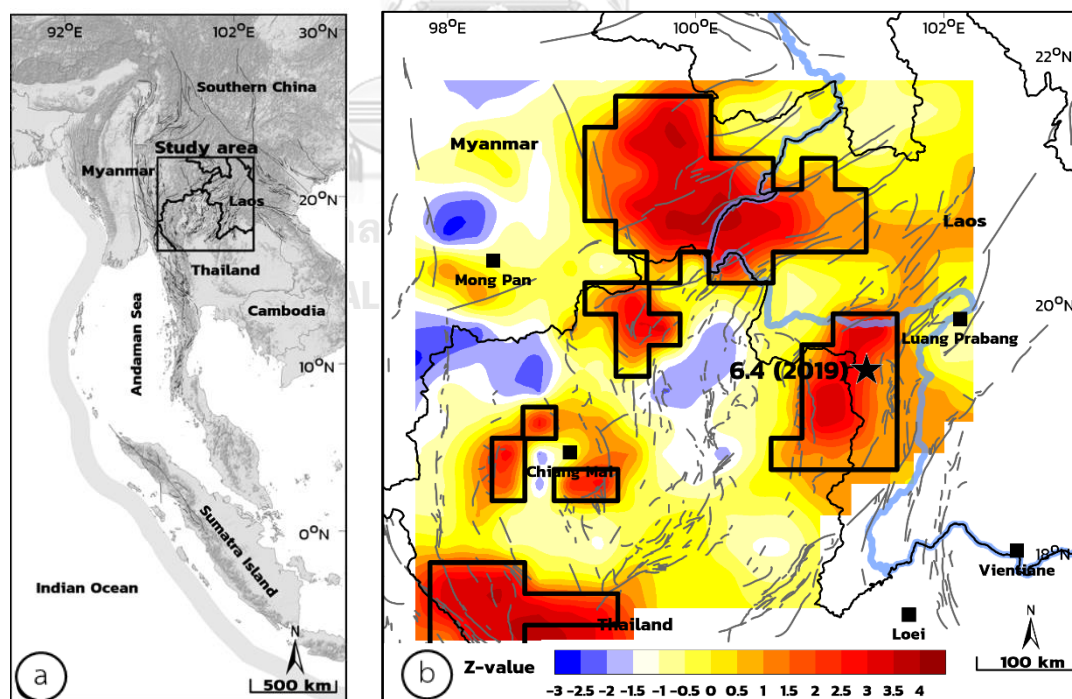 92°E
102°E
30°N
Southern China
Study area
Myanmar
Laos
20°N
Thailand
Cambodia
Andaman Sea
10°N
0°N
Sumatra Island
Indian Ocean
N
500 km
a
98°E
100°E
102°E
22°N
Myanmar
Laos
Mong Pan
20°N
Luang Prabang
6.4 (2019)
Chiang Mai
18°N
Vientiane
Thailand
Loei
N
100 km
b
Z-value
-3 -2.5 -2 -1.5 -1 -0.5 0 0.5 1 1.5 2 2.5 3 3.5 4